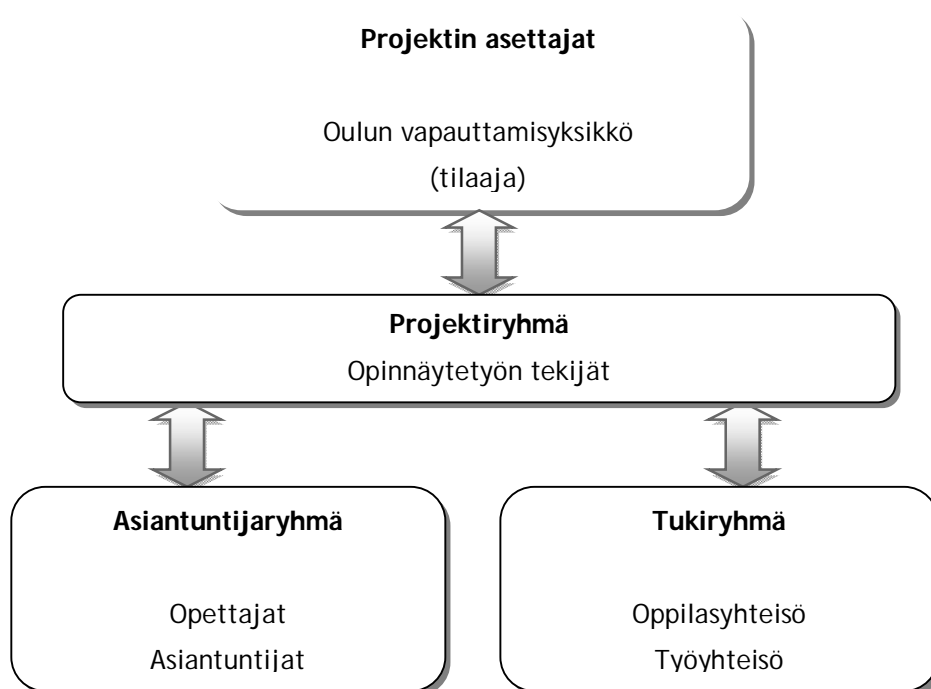 Projektin asettajat
Oulun vapauttamisyksikkö
(tilaaja)
Projektiryhmä
Opinnäytetyön tekijät
Asiantuntijaryhmä
Opettajat
Asiantuntijat
Tukiryhmä
Oppilasyhteisö
Työyhteisö